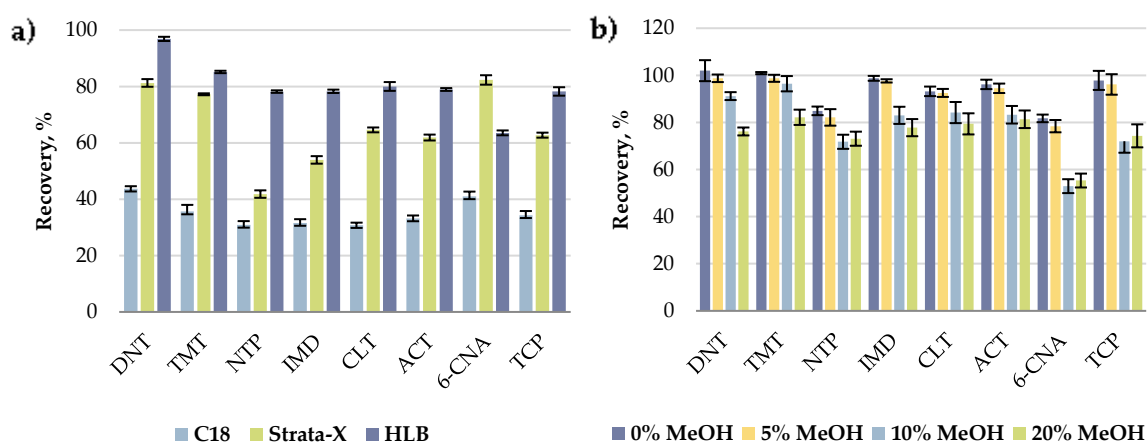 a)
Recovery, %
100
80
60
40
20
0
DNT
TMT
NTP
IMD
CLT
ACT
6-CNA
TCP
C18 Strata-X HLB
b)
Recovery, %
120
100
80
60
40
20
0
DNT
TMT
NTP
IMD
CLT
ACT
6-CNA
TCP
0% MeOH 5% MeOH 10% MeOH 20% MeOH